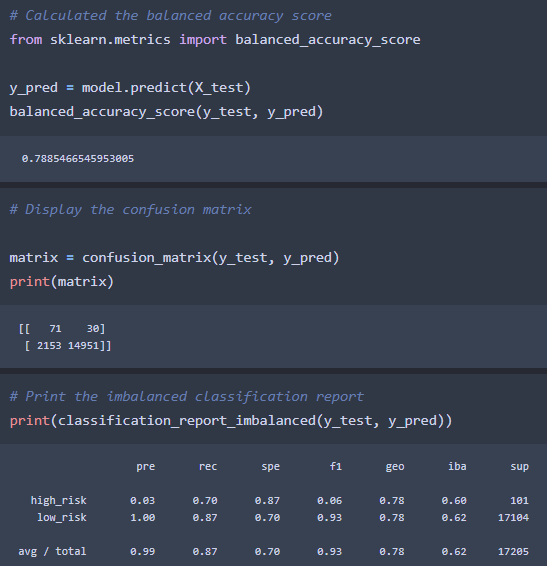 # Calculated the balanced accuracy score
from sklearn.metrics import balanced_accuracy_score
y_pred = model.predict(X_test)
balanced_accuracy_score(y_test, y_pred)
0.7885466545953005
# Display the confusion matrix
matrix = confusion_matrix(y_test, y_pred)
print(matrix)
[[   71    30]
 [ 2153 14951]]
# Print the imbalanced classification report
print(classification_report_imbalanced(y_test, y_pred))
pre rec spe f1 geo iba sup
high_risk 0.03 0.70 0.87 0.06 0.78 0.60 101
low_risk 1.00 0.87 0.70 0.93 0.78 0.62 17104
avg / total 0.99 0.87 0.70 0.93 0.78 0.62 17205